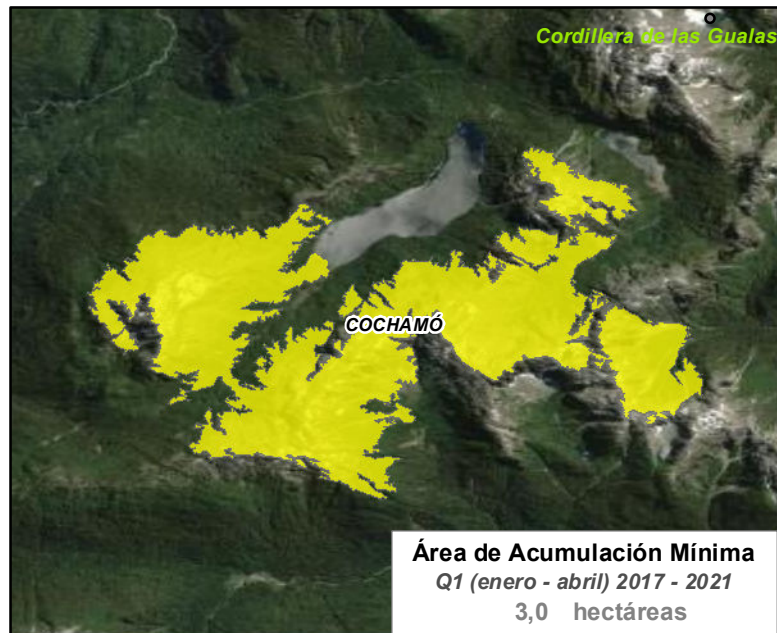 Cordillera de las Gualas
COCHAMÓ
Área de Acumulación Mínima
Q1 (enero - abril) 2017 - 2021
3,0 hectáreas